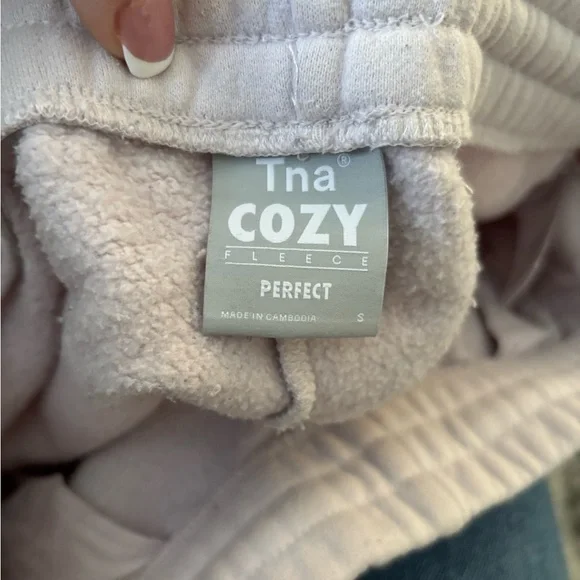 Tna®
COZY
FLEECE
PERFECT
MADE IN CAMBODIA S